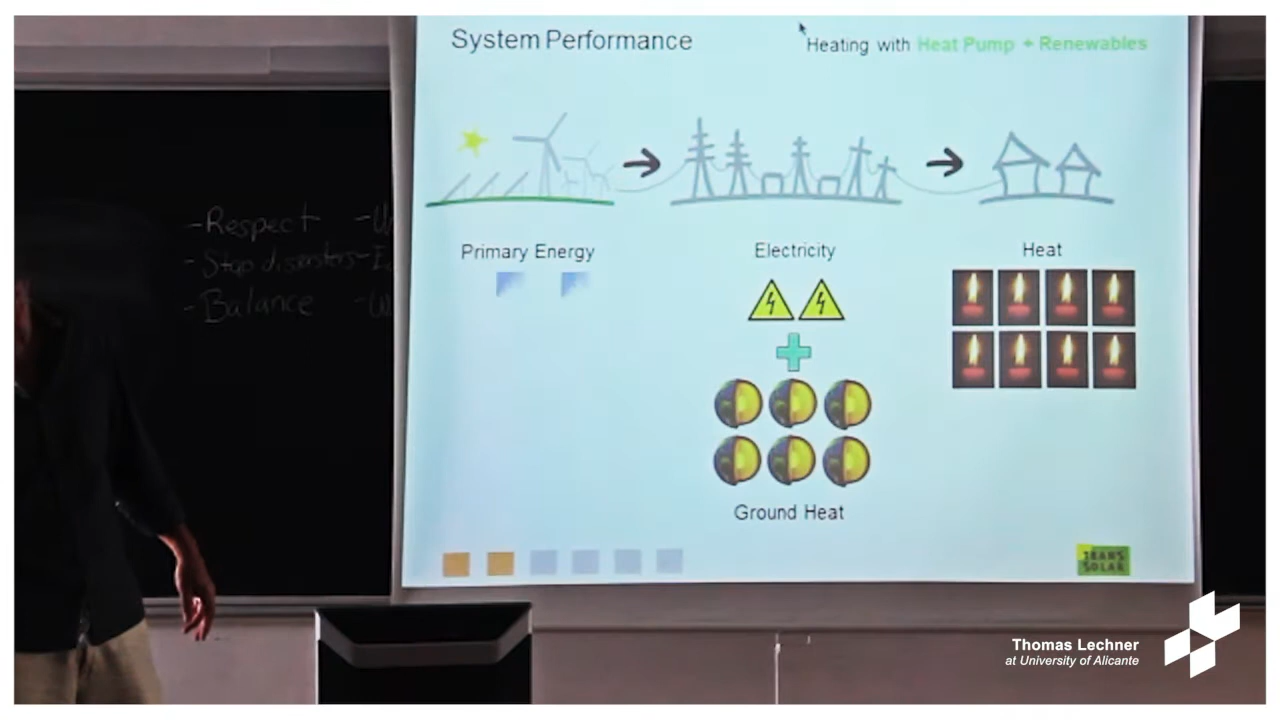 System Performance
Heating with Heat Pump + Renewables
Primary Energy
Electricity
Heat
Ground Heat
TRANS
SOLAR
- Respect
- Stop disasters
- Balance
Thomas Lechner
at University of Alicante